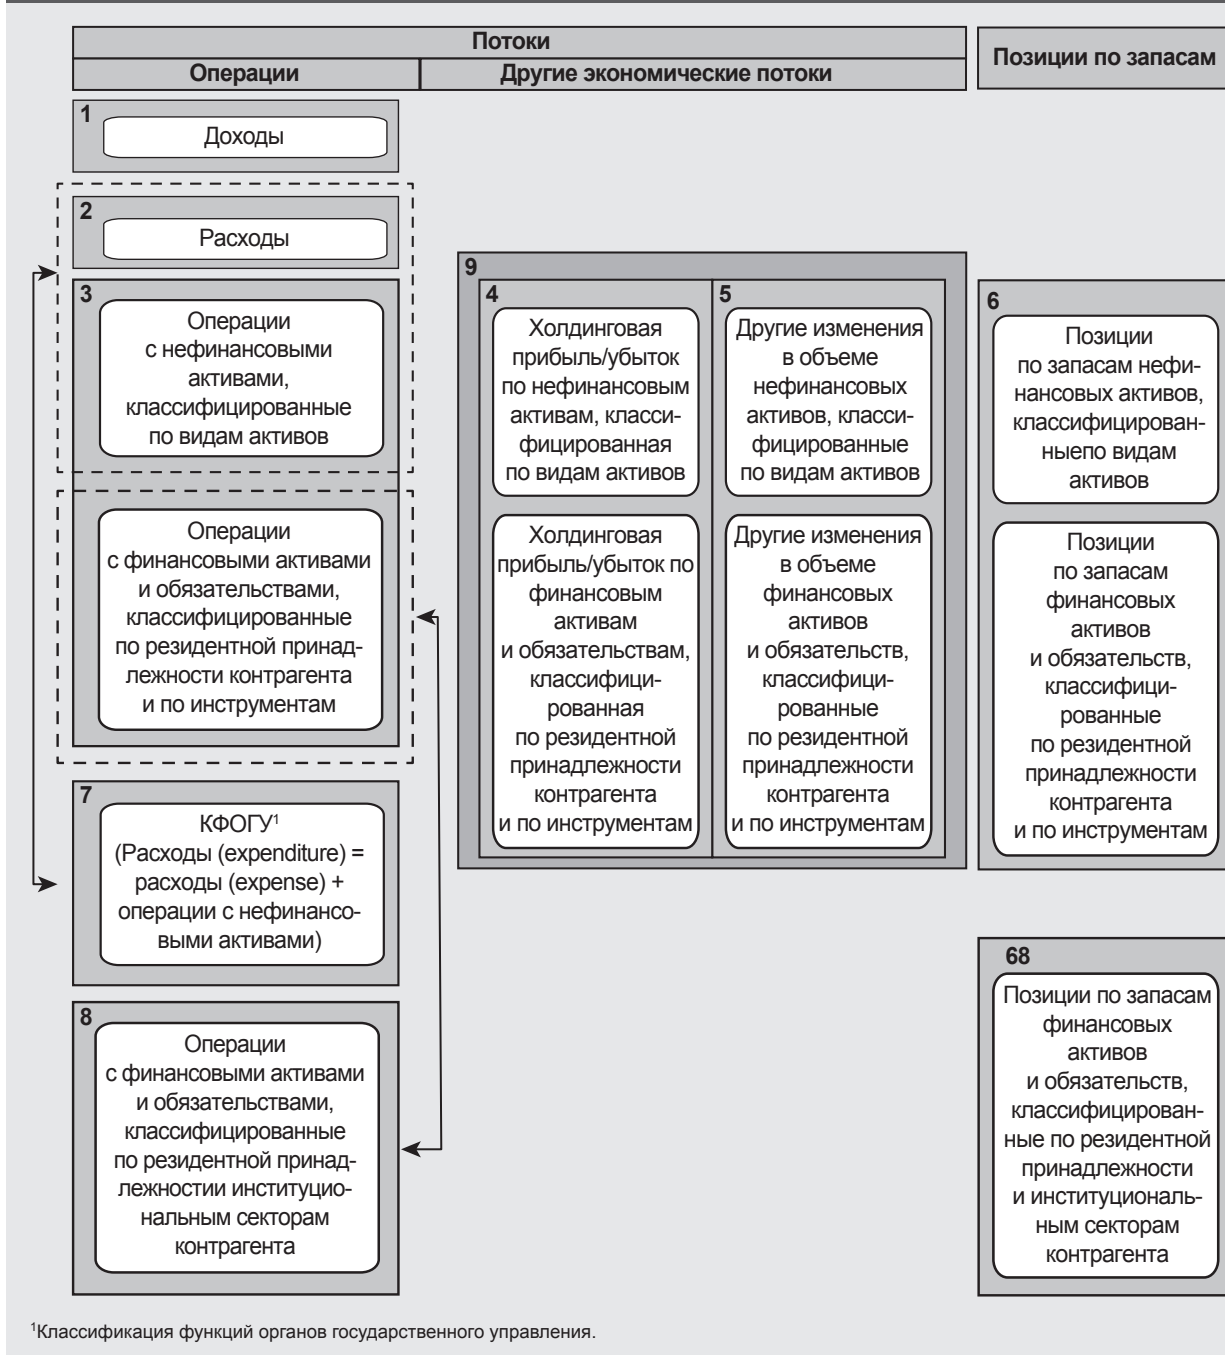 Потоки
Операции
Другие экономические потоки
Позиции по запасам
1
Доходы
2
Расходы
3
Операции
с нефинансовыми
активами,
классифицированные
по видам активов
Операции
с финансовыми активами
и обязательствами,
классифицированные
по резидентной принад-
лежности контрагента
и по инструментам
9
4
Холдинговая
прибыль/убыток
по нефинансовым
активам, класси-
фицированная
по видам активов
Холдинговая
прибыль/убыток по
финансовым
активам
и обязательствам,
классифици-
рованная
по резидентной
принадлежности
контрагента
и по инструментам
5
Другие изменения
в объеме
нефинансовых
активов, класси-
фицированные
по видам активов
Другие изменения
в объеме
финансовых
активов
и обязательств,
классифици-
рованные
по резидентной
принадлежности
контрагента
и по инструментам
6
Позиции
по запасам нефи-
нансовых активов,
классифицирован-
ныепо видам
активов
Позиции
по запасам
финансовых
активов
и обязательств,
классифици-
рованные
по резидентной
принадлежности
контрагента
и по инструментам
7
КФОГУ¹
(Расходы (expenditure) =
расходы (expense) +
операции с нефинансо-
выми активами)
8
Операции
с финансовыми активами
и обязательствами,
классифицированные
по резидентной принад-
лежностии институцио-
нальным секторам
контрагента
68
Позиции по запасам
финансовых
активов
и обязательств,
классифицирован-
ные по резидентной
принадлежности
и институциональ-
ным секторам
контрагента
¹Классификация функций органов государственного управления.